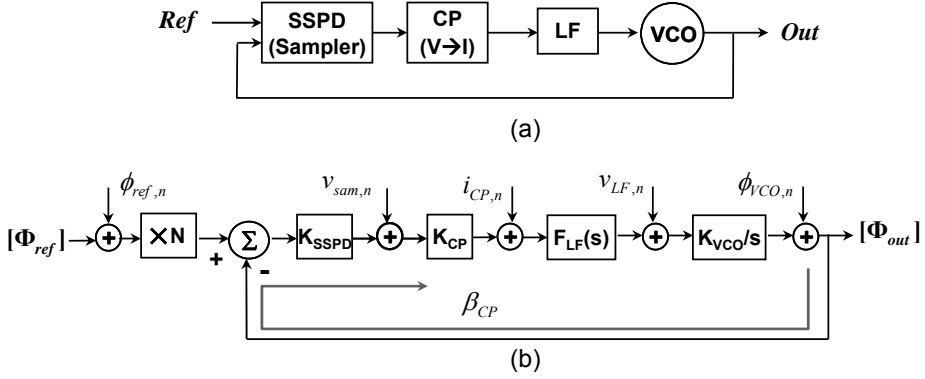 Ref
SSPD
(Sampler)
CP
(V→I)
LF
VCO
Out
(a)
ϕref,n
vsam,n
iCP,n
vLF,n
ϕVCO,n
[Φref]
+
×N
+
Σ
-
KSSPD
+
KCP
+
FLF(s)
+
KVCO/s
+
[Φout]
βCP
(b)